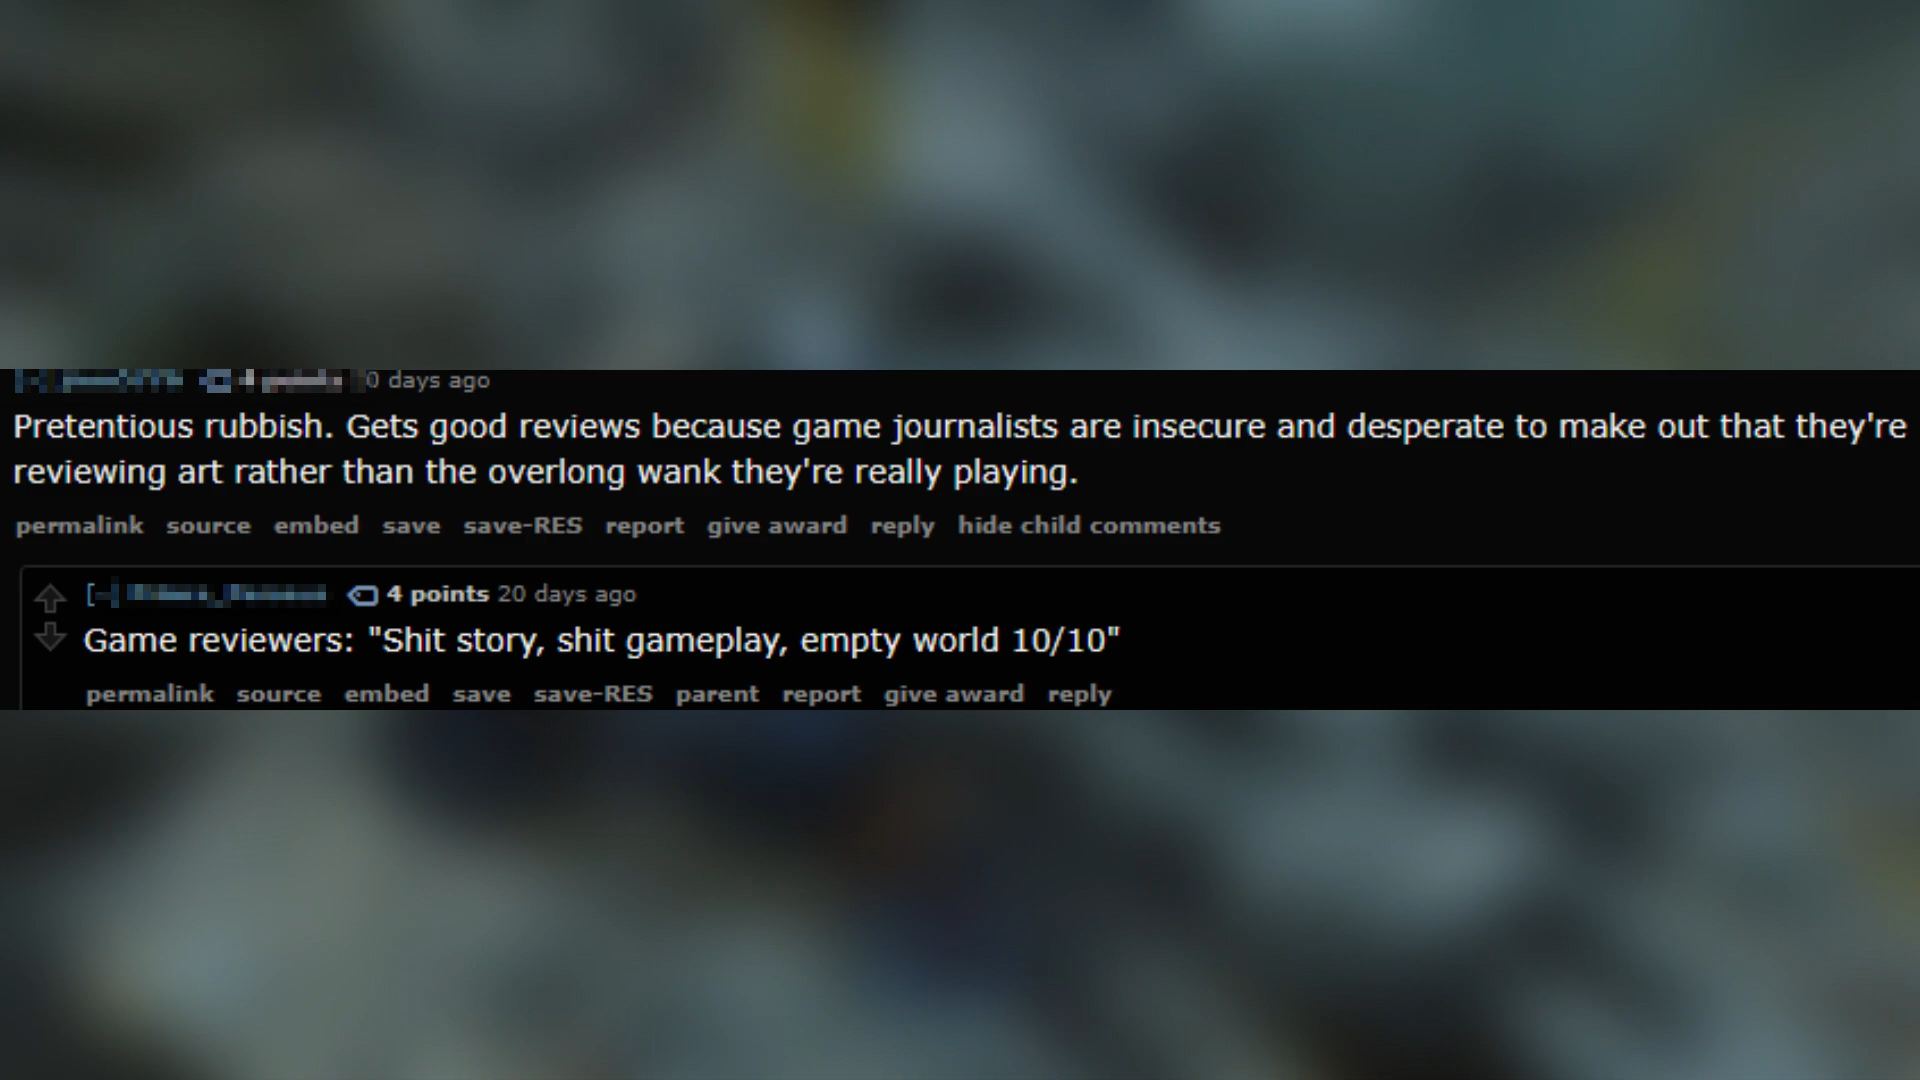 days ago
Pretentious rubbish. Gets good reviews because game journalists are insecure and desperate to make out that they're
reviewing art rather than the overlong wank they're really playing.
permalink source embed save save-RES report give award reply hide child comments
4 points 20 days ago
Game reviewers: "Shit story, shit gameplay, empty world 10/10"
permalink source embed save save-RES parent report give award reply